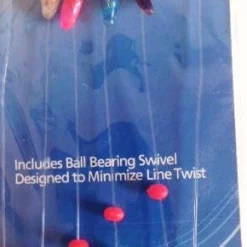 Includes Ball Bearing Swivel
Designed to Minimize Line Twist